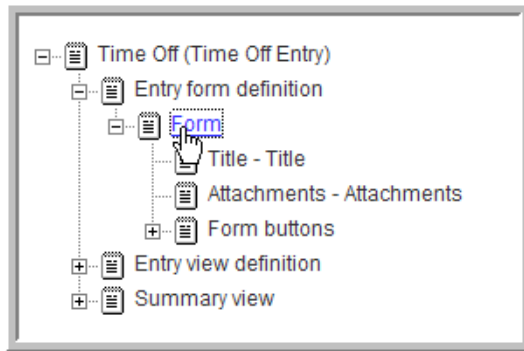 Time Off (Time Off Entry)
Entry form definition
Form
Title - Title
Attachments - Attachments
Form buttons
Entry view definition
Summary view